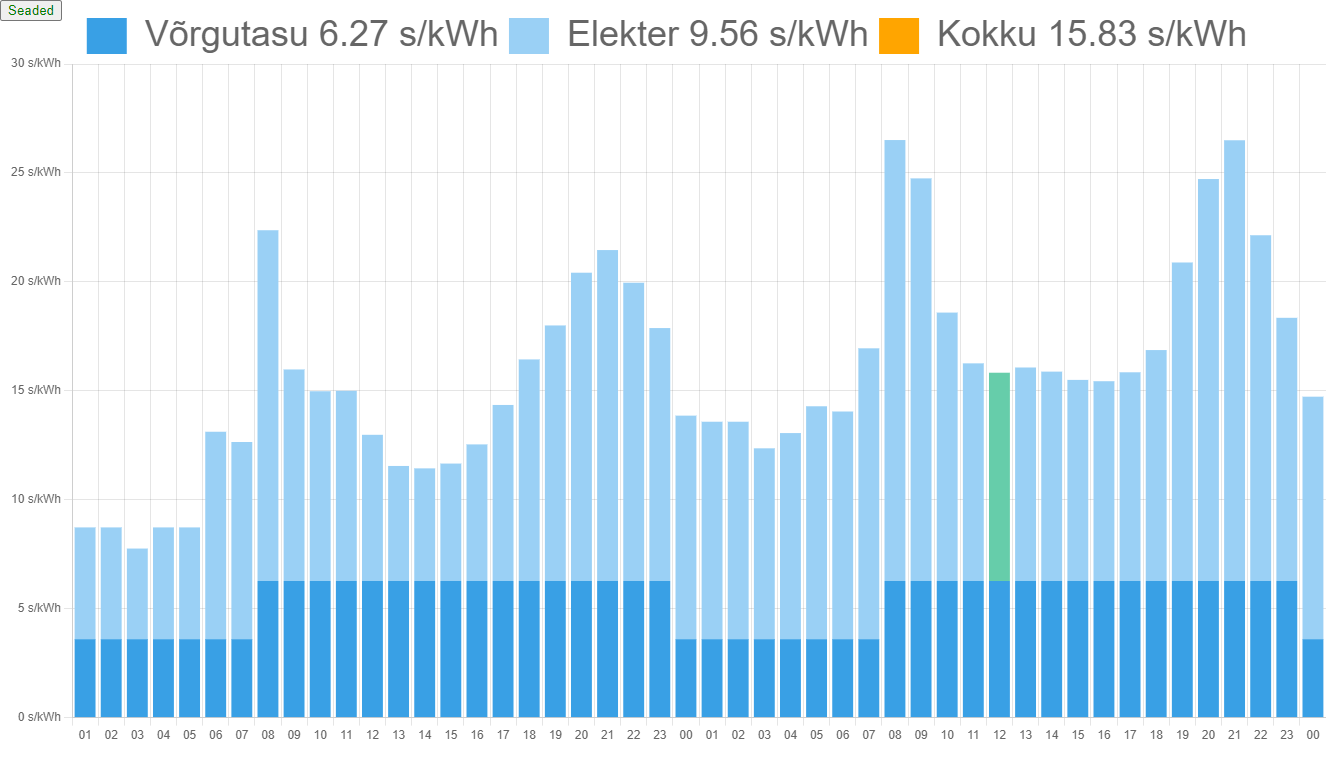 Seaded
Võrgutasu 6.27 s/kWh Elekter 9.56 s/kWh Kokku 15.83 s/kWh
30 s/kWh
25 s/kWh
20 s/kWh
15 s/kWh
10 s/kWh
5 s/kWh
0 s/kWh
01 02 03 04 05 06 07 08 09 10 11 12 13 14 15 16 17 18 19 20 21 22 23 00 01 02 03 04 05 06 07 08 09 10 11 12 13 14 15 16 17 18 19 20 21 22 23 00